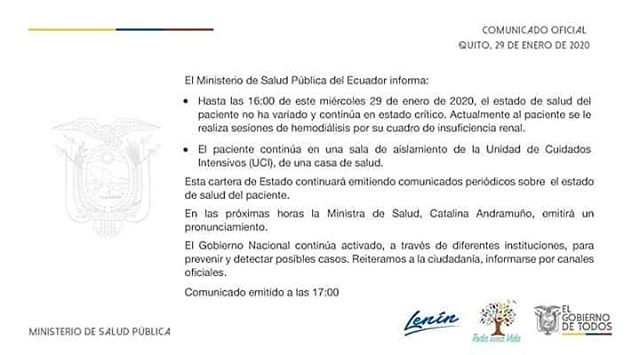 COMUNICADO OFICIAL
QUITO, 29 DE ENERO DE 2020
El Ministerio de Salud Pública del Ecuador informa:
• Hasta las 16:00 de este miércoles 29 de enero de 2020, el estado de salud del
paciente no ha variado y continúa en estado crítico. Actualmente al paciente se le
realiza sesiones de hemodiálisis por su cuadro de insuficiencia renal.
• El paciente continúa en una sala de aislamiento de la Unidad de Cuidados
Intensivos (UCI), de una casa de salud.
Esta cartera de Estado continuará emitiendo comunicados periódicos sobre el estado
de salud del paciente.
En las próximas horas la Ministra de Salud, Catalina Andramuño, emitirá un
pronunciamiento.
El Gobierno Nacional continúa activado, a través de diferentes instituciones, para
prevenir y detectar posibles casos. Reiteramos a la ciudadanía, informarse por canales
oficiales.
Comunicado emitido a las 17:00
MINISTERIO DE SALUD PÚBLICA
Lenín
Toda una Vida
EL
GOBIERNO
DE TODOS